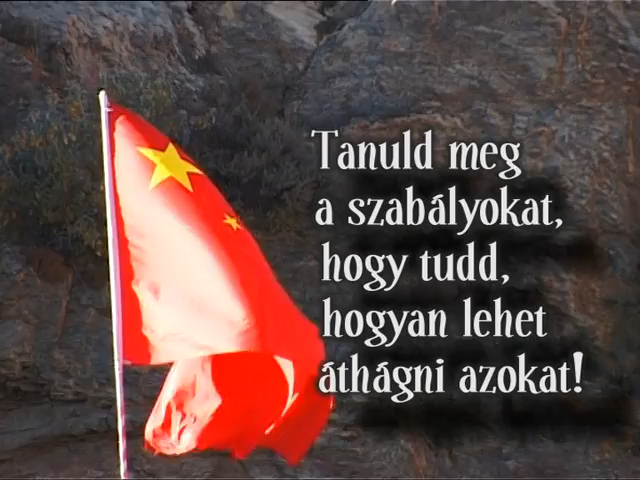 Tanuld meg
a szabályokat,
hogy tudd,
hogyan lehet
áthágni azokat!